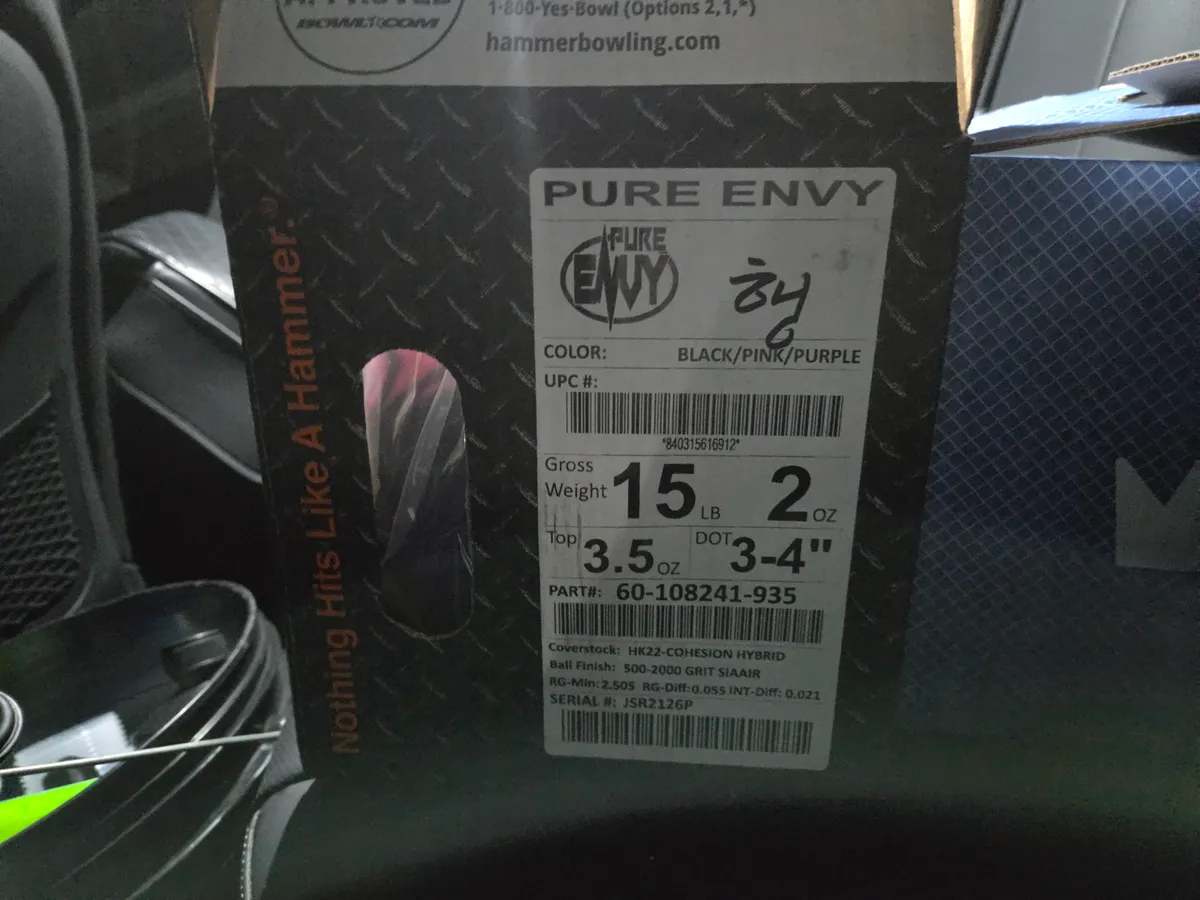 BOWL.COM
1-800-Yes-Bowl (Options 2,1,*)
hammerbowling.com
Nothing Hits Like A Hammer.®
PURE ENVY
PURE
ENVY
COLOR: BLACK/PINK/PURPLE
UPC #:
*840315616912*
Gross
Weight 15 LB 2 OZ
Top 3.5 OZ DOT 3-4"
PART#: 60-108241-935
Coverstock: HK22-COHESION HYBRID
Ball Finish: 500-2000 GRIT SIAAIR
RG-Min: 2.505 RG-Diff: 0.055 INT-Diff: 0.021
SERIAL #: JSR2126P